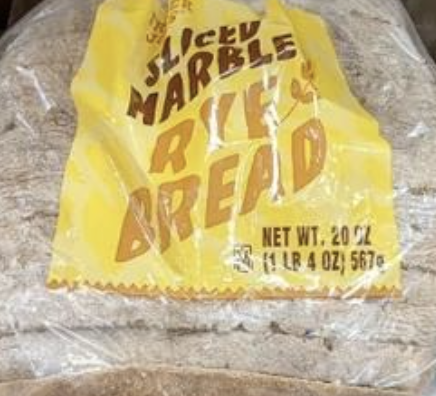 SLICED
MARBLE
RYE
BREAD
NET WT. 20 OZ
(1 LB 4 OZ) 567g